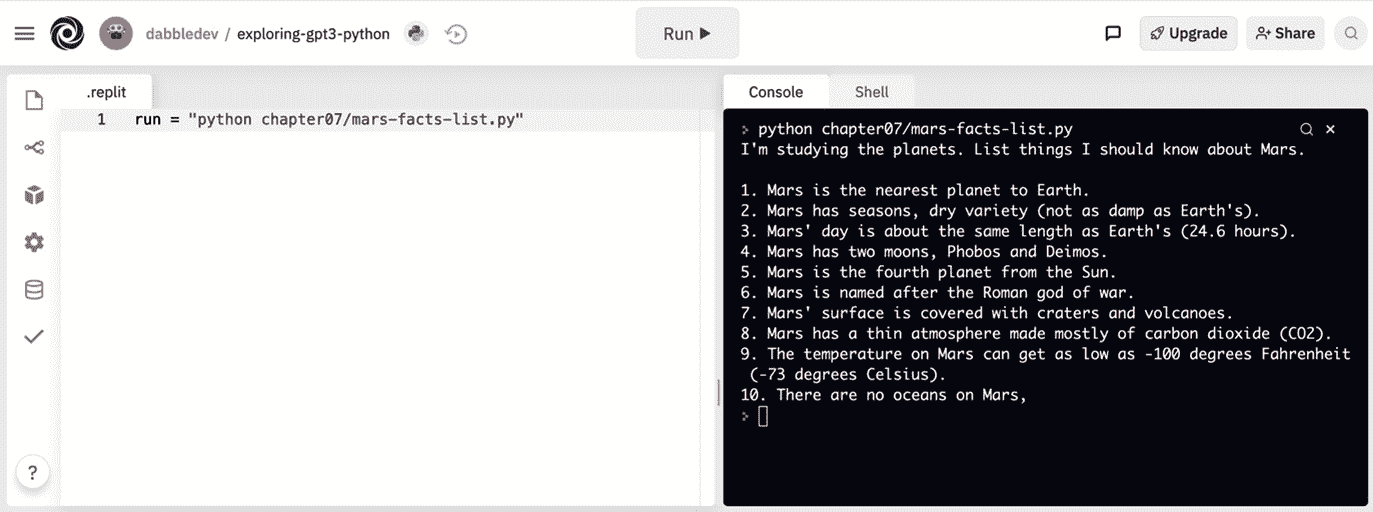 dabbledev / exploring-gpt3-python
Run
Upgrade
Share
.replit
1 run = "python chapter07/mars-facts-list.py"
?
Console Shell
> python chapter07/mars-facts-list.py
I'm studying the planets. List things I should know about Mars.
1. Mars is the nearest planet to Earth.
2. Mars has seasons, dry variety (not as damp as Earth's).
3. Mars' day is about the same length as Earth's (24.6 hours).
4. Mars has two moons, Phobos and Deimos.
5. Mars is the fourth planet from the Sun.
6. Mars is named after the Roman god of war.
7. Mars' surface is covered with craters and volcanoes.
8. Mars has a thin atmosphere made mostly of carbon dioxide (CO2).
9. The temperature on Mars can get as low as -100 degrees Fahrenheit
(-73 degrees Celsius).
10. There are no oceans on Mars,
>